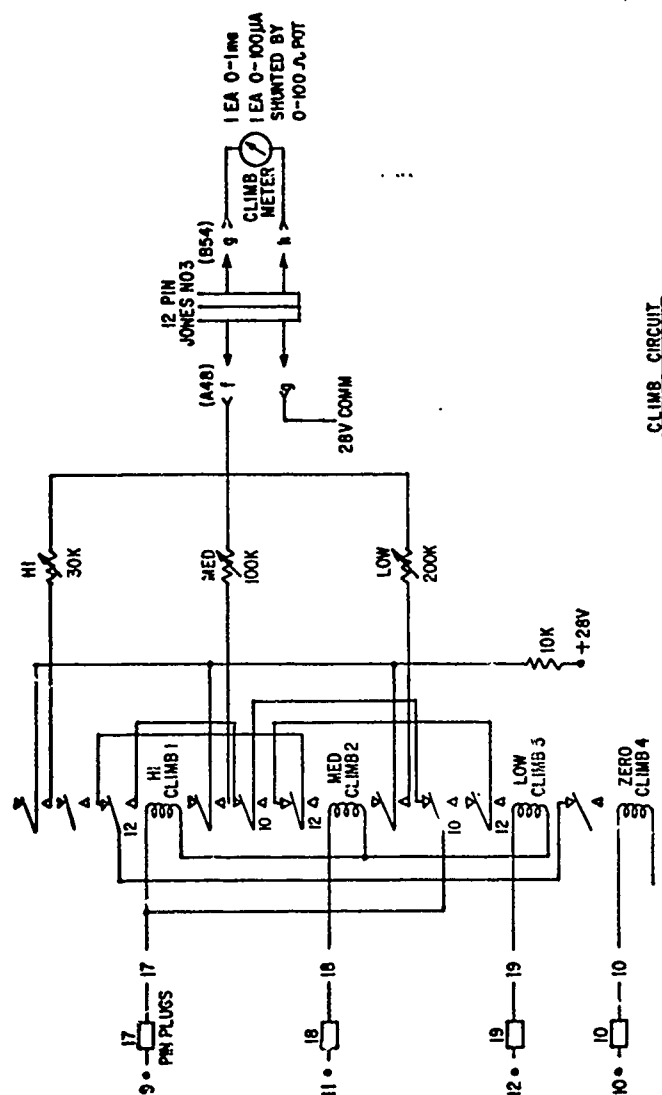 1 EA 0-1ma
1 EA 0-100μA
SHUNTED BY
0-100 Ω POT
CLIMB
METER
(B54)
g
h
12 PIN
JONES NO3
(A48)
f
g
28V COMM
HI
30K
MED
100K
LOW
200K
10K
+28V
12
HI
CLIMB 1
10
12
MED
CLIMB 2
10
12
LOW
CLIMB 3
ZERO
CLIMB 4
9
17
PIN PLUGS
17
11
18
18
12
19
19
10
10
10
CLIMB CIRCUIT